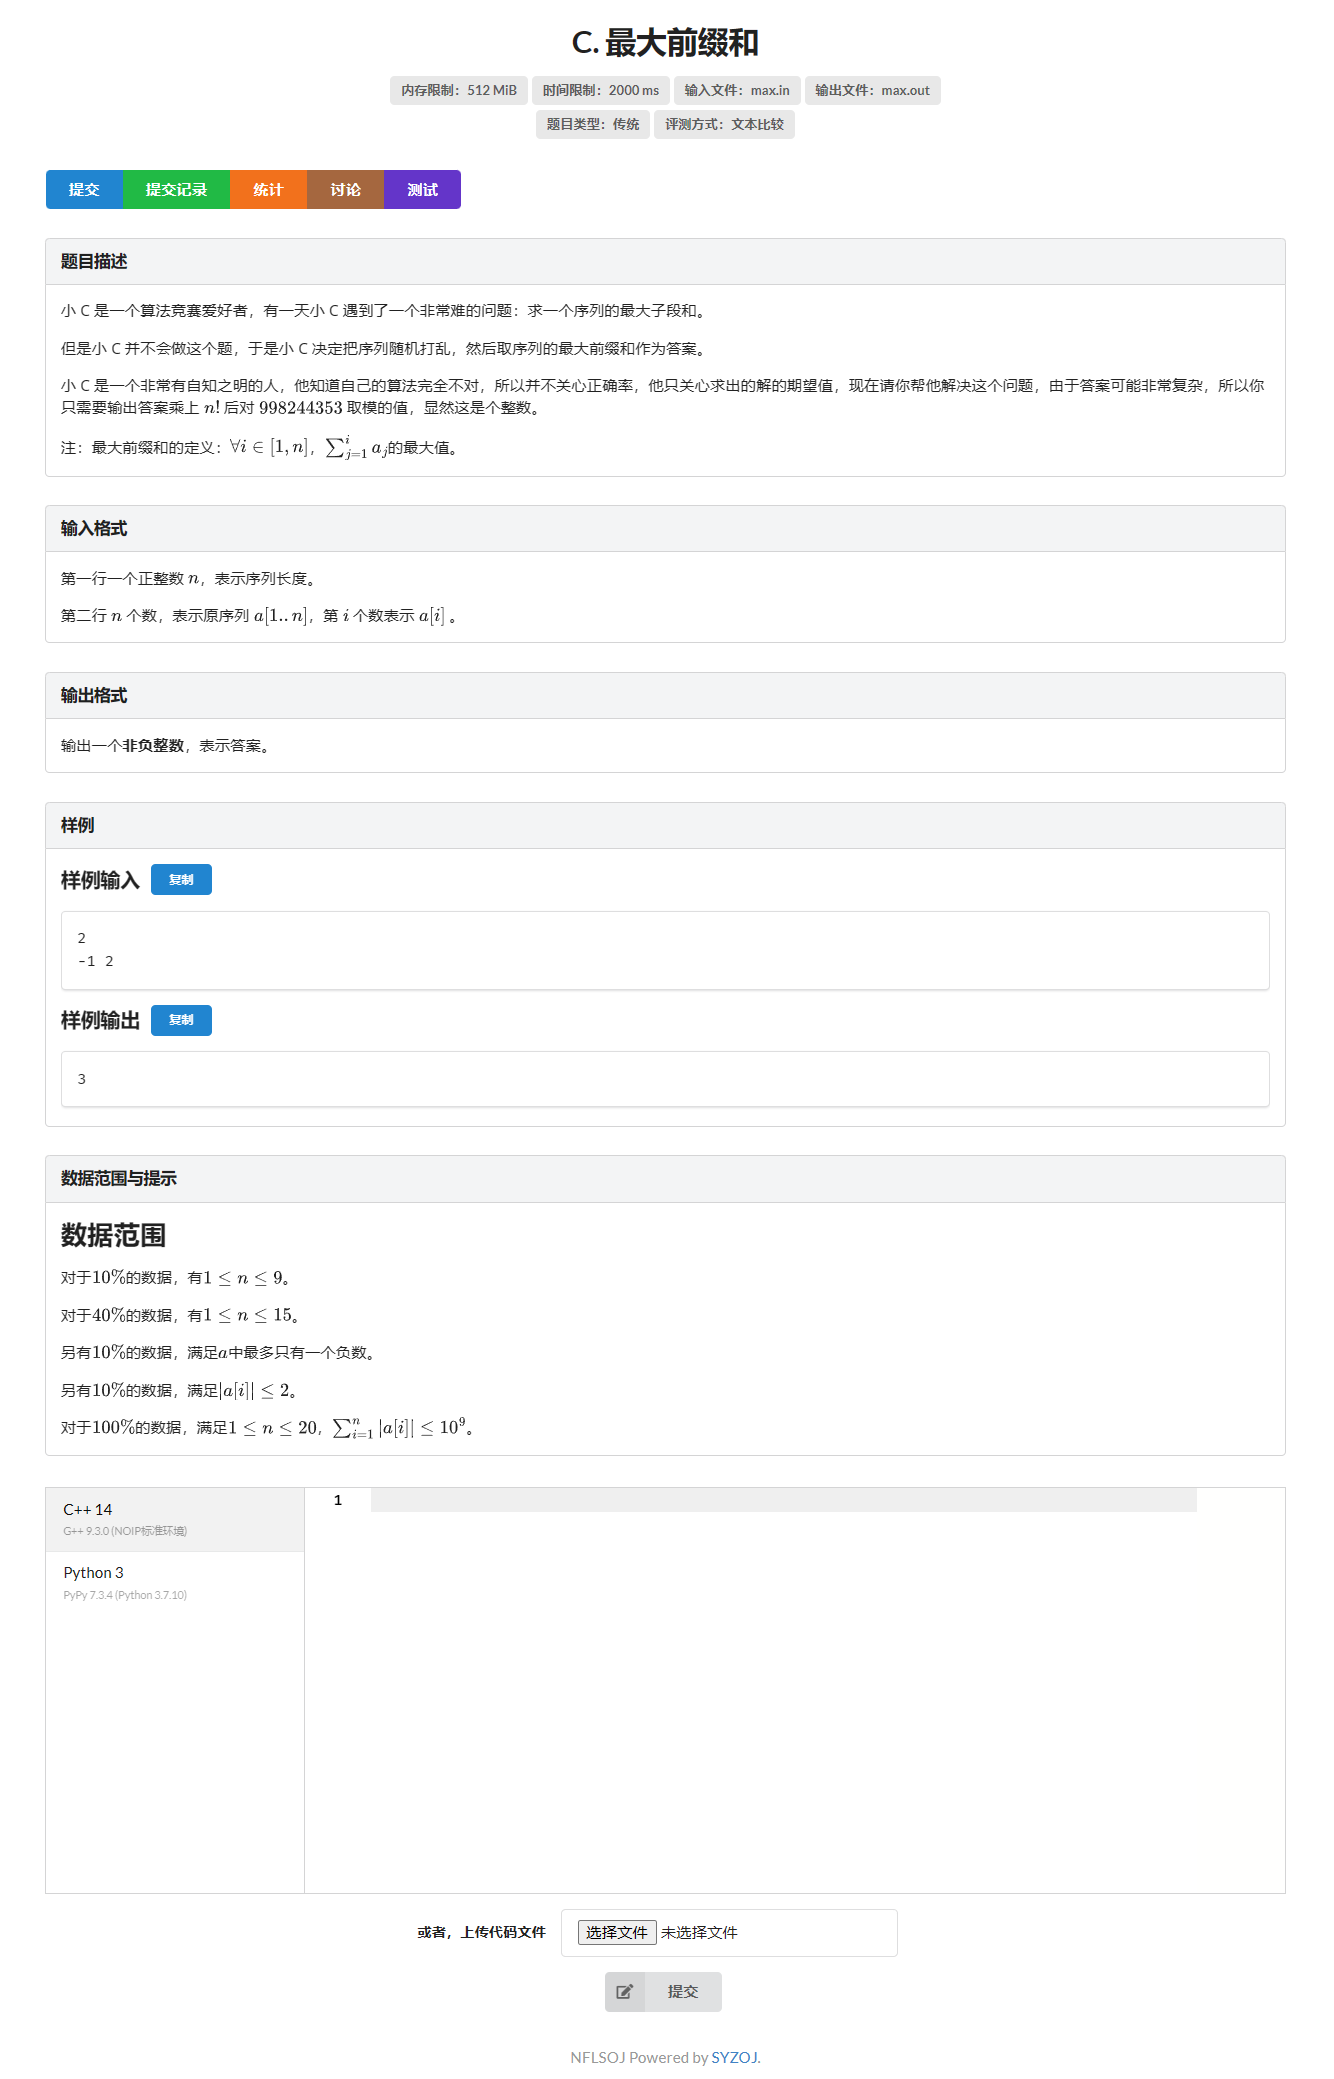 C. 最大前缀和
内存限制：512 MiB 时间限制：2000 ms 输入文件：max.in 输出文件：max.out
题目类型：传统 评测方式：文本比较
提交 提交记录 统计 讨论 测试
题目描述
小 C 是一个算法竞赛爱好者，有一天小 C 遇到了一个非常难的问题：求一个序列的最大子段和。
但是小 C 并不会做这个题，于是小 C 决定把序列随机打乱，然后取序列的最大前缀和作为答案。
小 C 是一个非常有自知之明的人，他知道自己的算法完全不对，所以并不关心正确率，他只关心求出的解的期望值，现在请你帮他解决这个问题，由于答案可能非常复杂，所以你
只需要输出答案乘上 $n!$ 后对 998244353 取模的值，显然这是个整数。
注：最大前缀和的定义：$\forall i \in [1, n]$，$\sum_{j=1}^{i} a_j$的最大值。
输入格式
第一行一个正整数 $n$，表示序列长度。
第二行 $n$ 个数，表示原序列 $a[1..n]$，第 $i$ 个数表示 $a[i]$ 。
输出格式
输出一个非负整数，表示答案。
样例
样例输入 复制
2
-1 2
样例输出 复制
3
数据范围与提示
数据范围
对于10%的数据，有$1 \leq n \leq 9$。
对于40%的数据，有$1 \leq n \leq 15$。
另有10%的数据，满足$a$中最多只有一个负数。
另有10%的数据，满足$|a[i]| \leq 2$。
对于100%的数据，满足$1 \leq n \leq 20$，$\sum_{i=1}^{n} |a[i]| \leq 10^9$。
C++ 14
G++ 9.3.0 (NOIP标准环境)
1
Python 3
PyPy 7.3.4 (Python 3.7.10)
或者，上传代码文件 选择文件 未选择文件
提交
NFLSOJ Powered by SYZOJ.